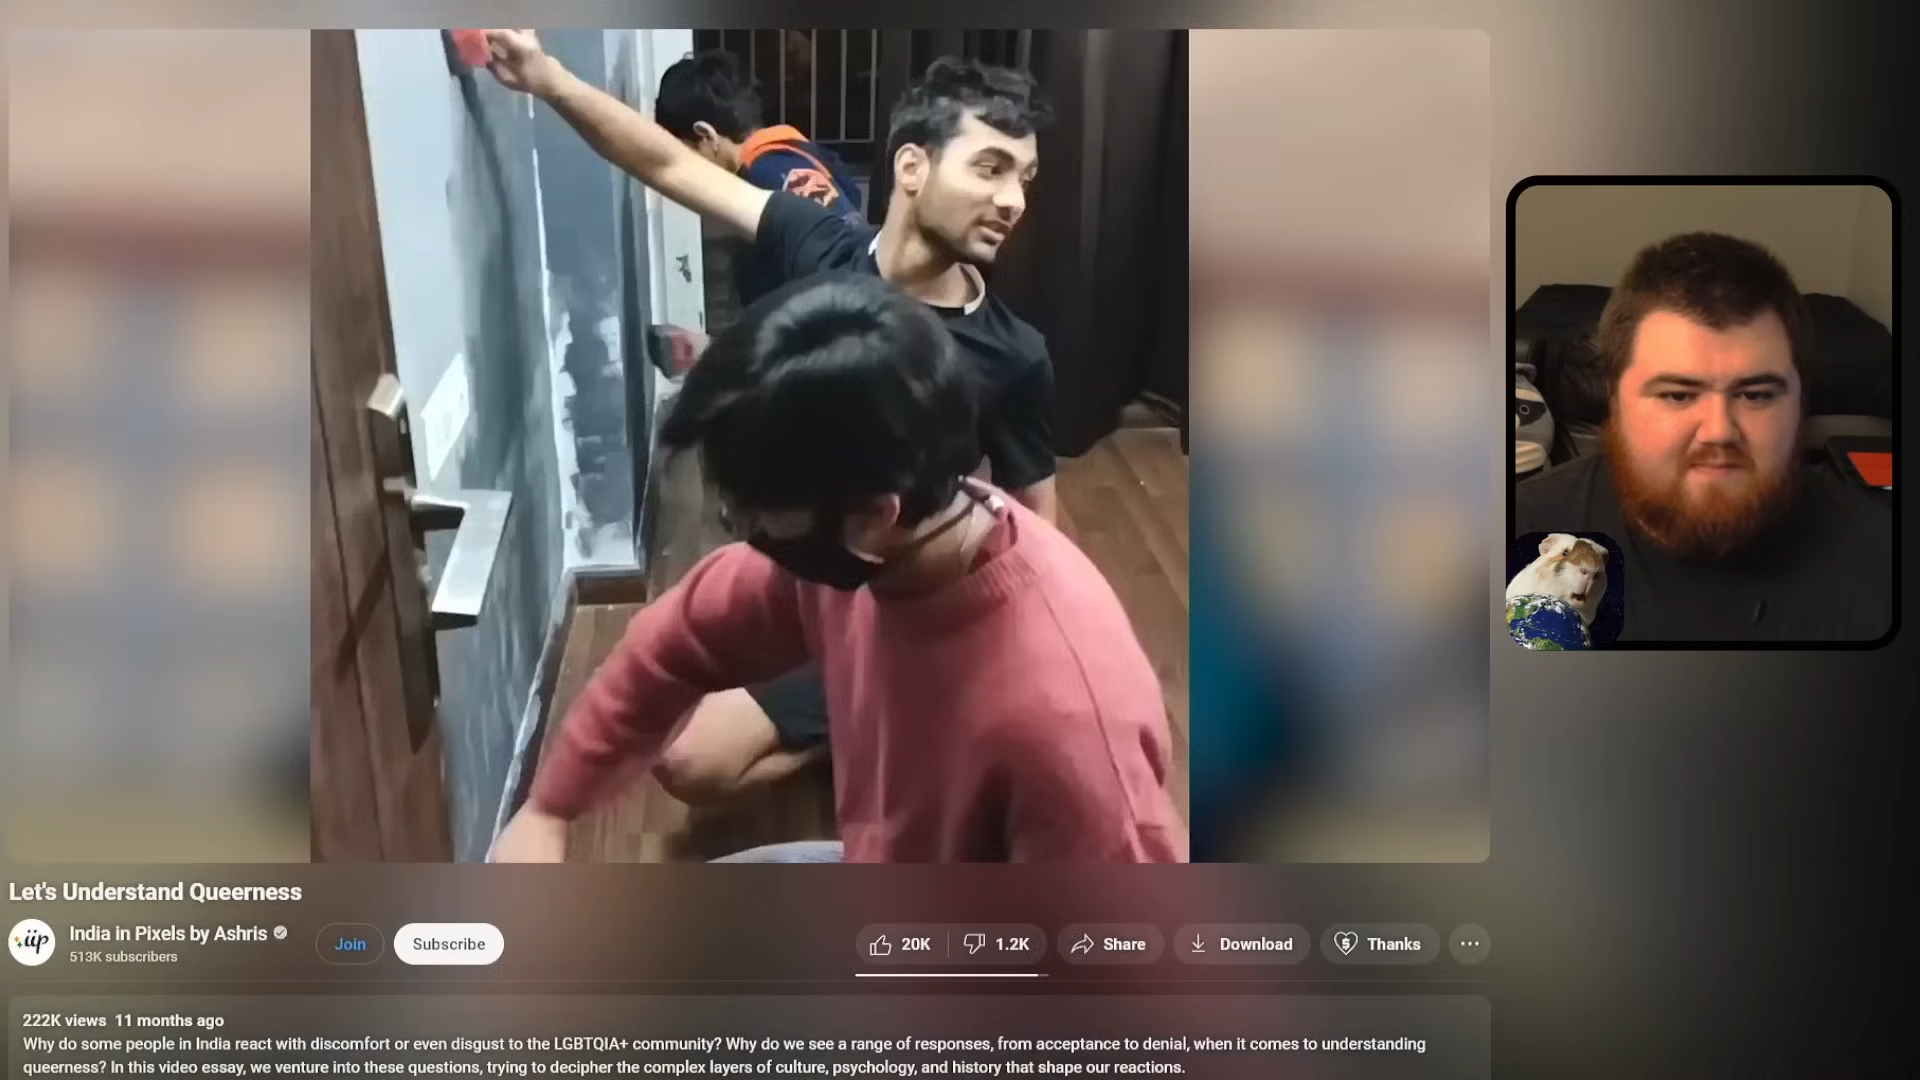 Let's Understand Queerness
iip
India in Pixels by Ashris
513K subscribers
Join
Subscribe
20K
1.2K
Share
Download
Thanks
222K views 11 months ago
Why do some people in India react with discomfort or even disgust to the LGBTQIA+ community? Why do we see a range of responses, from acceptance to denial, when it comes to understanding
queerness? In this video essay, we venture into these questions, trying to decipher the complex layers of culture, psychology, and history that shape our reactions.